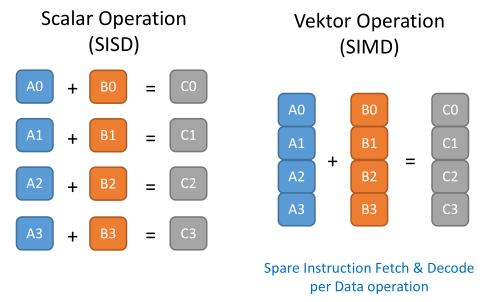 Scalar Operation
(SISD)
A0 + B0 = C0
A1 + B1 = C1
A2 + B2 = C2
A3 + B3 = C3
Vektor Operation
(SIMD)
A0 B0 C0
A1 B1 C1
+ =
A2 B2 C2
A3 B3 C3
Spare Instruction Fetch & Decode
per Data operation